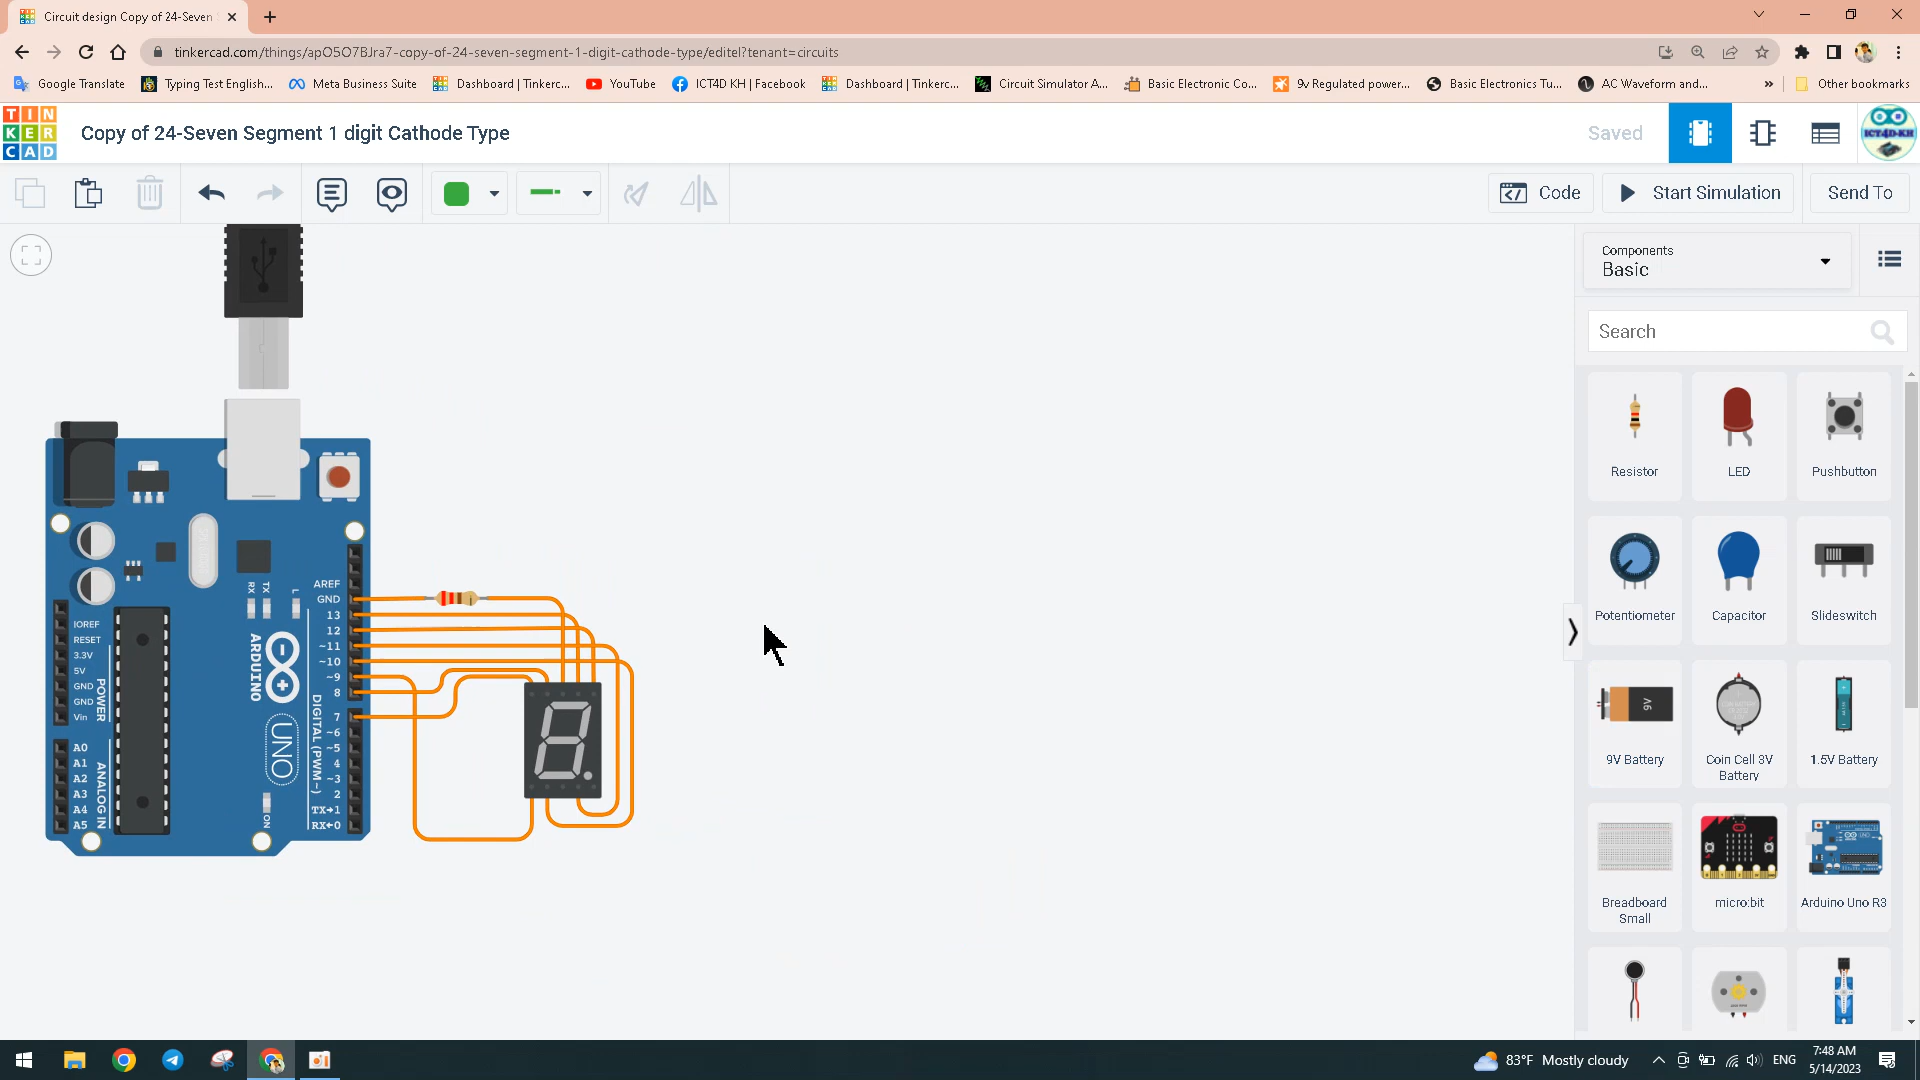 Circuit design Copy of 24-Seven
tinkercad.com/things/apO5O7BJra7-copy-of-24-seven-segment-1-digit-cathode-type/editel?tenant=circuits
Google Translate
Typing Test English...
Meta Business Suite
Dashboard | Tinkerc...
YouTube
ICT4D KH | Facebook
Dashboard | Tinkerc...
Circuit Simulator A...
Basic Electronic Co...
9v Regulated power...
Basic Electronics Tu...
AC Waveform and...
»
Other bookmarks
TIN
KER
CAD
Copy of 24-Seven Segment 1 digit Cathode Type
Saved
ICT4D-KH
Code
Start Simulation
Send To
Components
Basic
Search
Resistor
LED
Pushbutton
Potentiometer
Capacitor
Slideswitch
9V Battery
Coin Cell 3V
Battery
1.5V Battery
Breadboard
Small
micro:bit
Arduino Uno R3
9V
AREF
GND
13
12
~11
~10
~9
8
7
~6
~5
4
~3
2
TX→1
RX←0
DIGITAL (PWM~)
IOREF
RESET
3.3V
5V
GND
GND
Vin
POWER
A0
A1
A2
A3
A4
A5
ANALOG IN
RX
TX
L
ARDUINO
UNO
ON
83°F Mostly cloudy
ENG
7:48 AM
5/14/2023